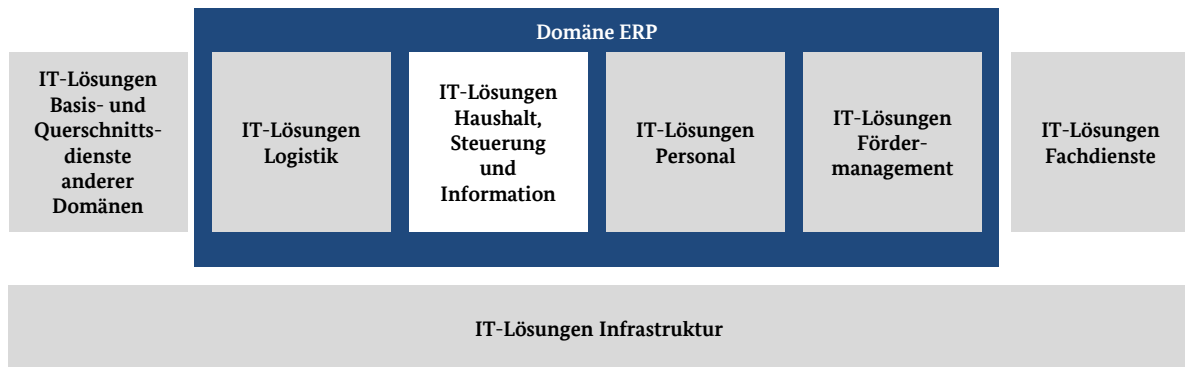 Domäne ERP
IT-Lösungen
Basis- und
Querschnitts-
dienste
anderer
Domänen
IT-Lösungen
Logistik
IT-Lösungen
Haushalt,
Steuerung
und
Information
IT-Lösungen
Personal
IT-Lösungen
Förder-
management
IT-Lösungen
Fachdienste
IT-Lösungen Infrastruktur